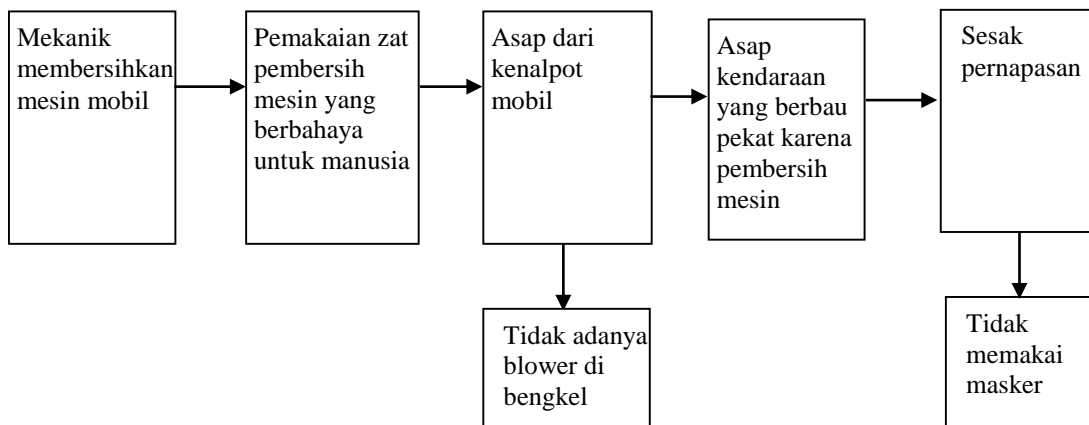 Mekanik
membersihkan
mesin mobil
Pemakaian zat
pembersih
mesin yang
berbahaya
untuk manusia
Asap dari
kenalpot
mobil
Asap
kendaraan
yang berbau
pekat karena
pembersih
mesin
Sesak
pernapasan
Tidak adanya
blower di
bengkel
Tidak
memakai
masker